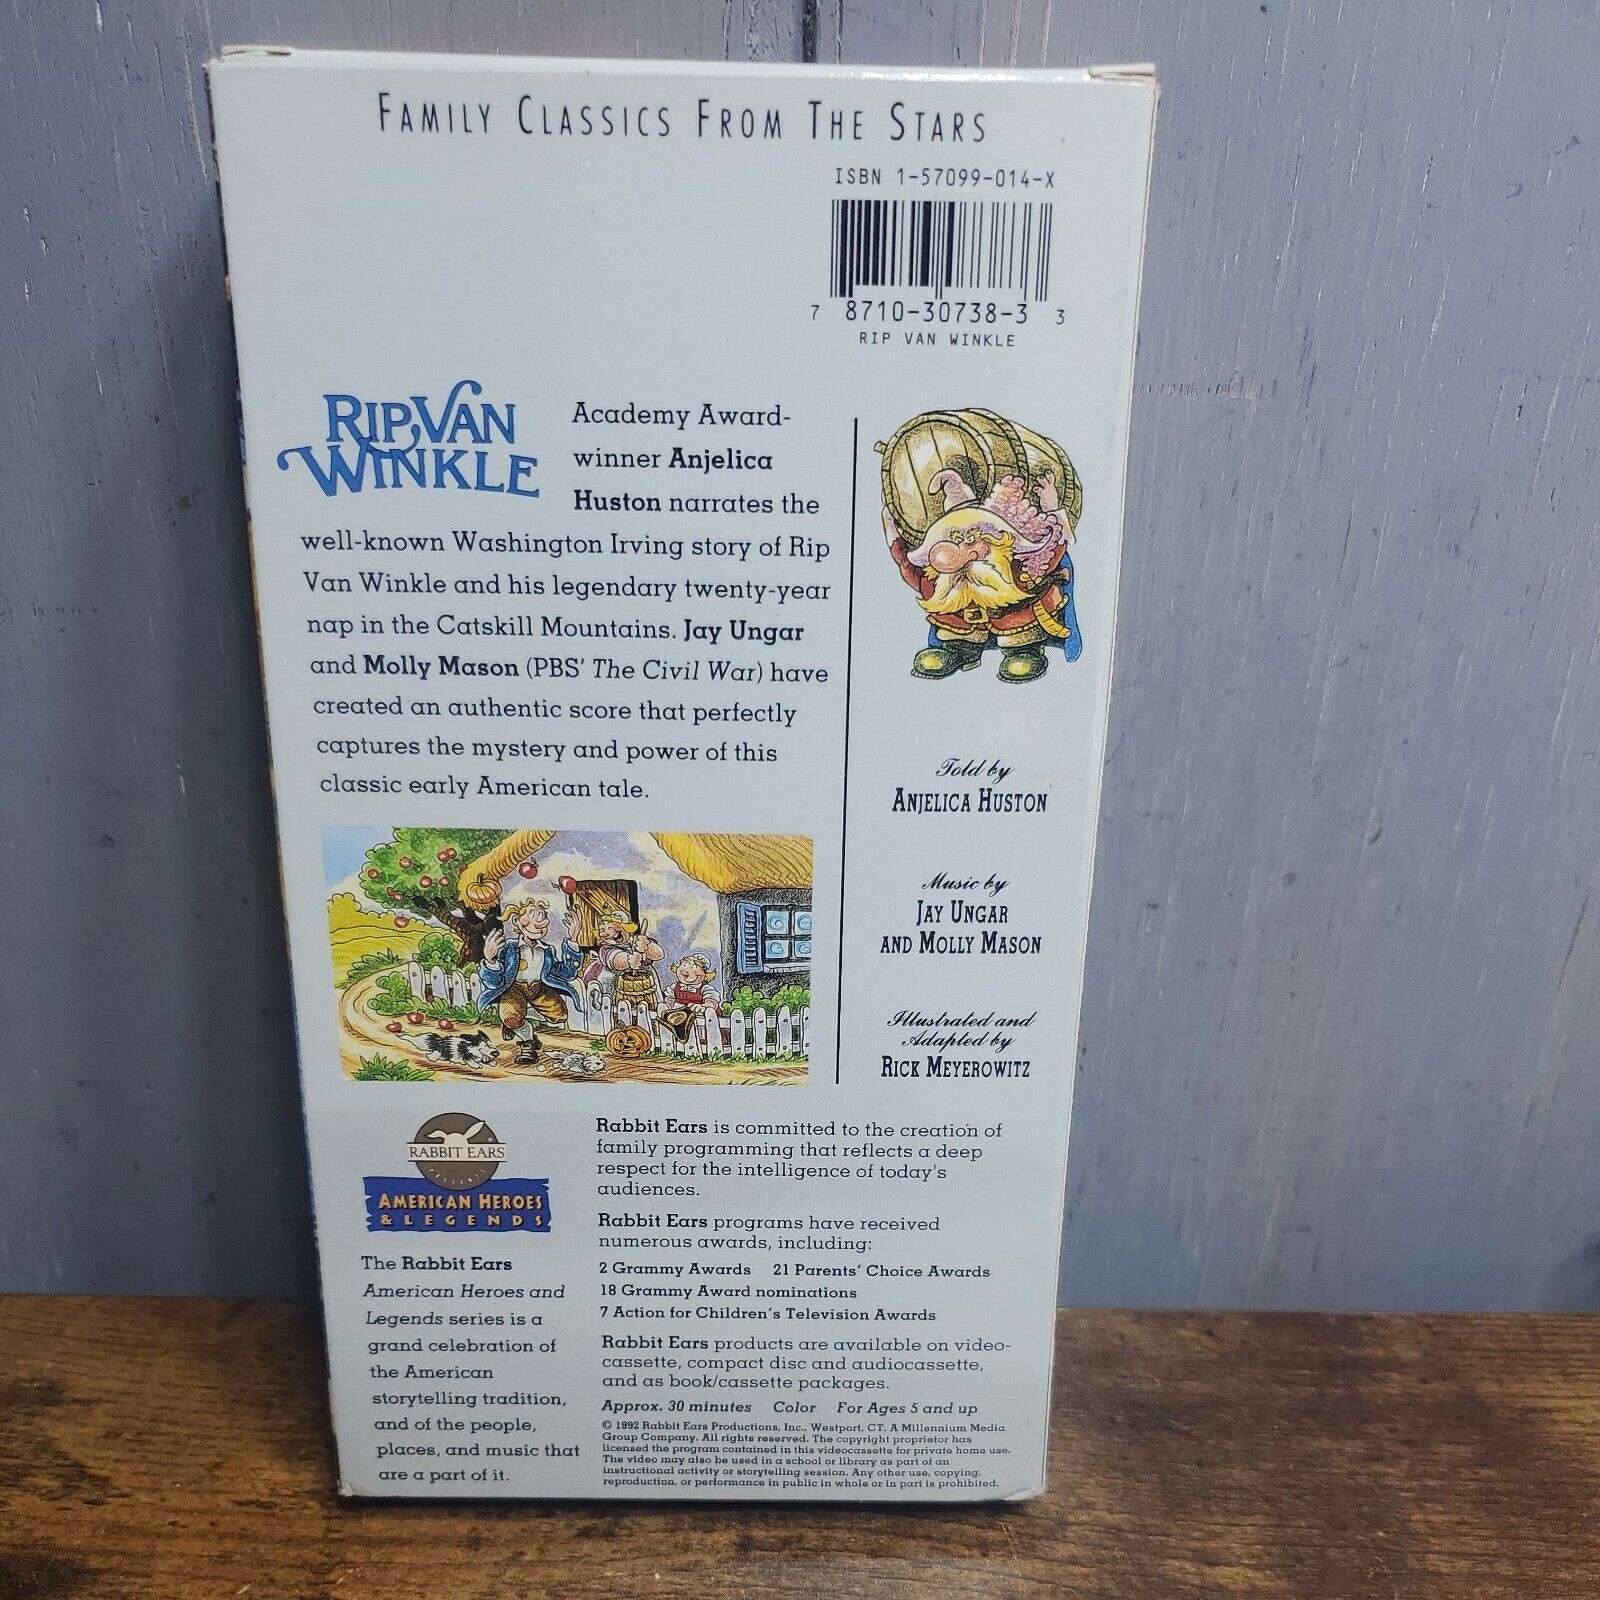 FAMILY CLASSICS FROM THE STARS
ISBN 1-57099-014-X
7 8710-30738-3 3
RIP VAN WINKLE
RIP VAN
WINKLE
Academy Award-
winner Anjelica
Huston narrates the
well-known Washington Irving story of Rip
Van Winkle and his legendary twenty-year
nap in the Catskill Mountains. Jay Ungar
and Molly Mason (PBS' The Civil War) have
created an authentic score that perfectly
captures the mystery and power of this
classic early American tale.
Told by
ANJELICA HUSTON
Music by
JAY UNGAR
AND MOLLY MASON
Illustrated and
Adapted by
RICK MEYEROWITZ
RABBIT EARS
PRESENTS
AMERICAN HEROES
& LEGENDS
The Rabbit Ears
American Heroes and
Legends series is a
grand celebration of
the American
storytelling tradition,
and of the people,
places, and music that
are a part of it.
Rabbit Ears is committed to the creation of
family programming that reflects a deep
respect for the intelligence of today's
audiences.
Rabbit Ears programs have received
numerous awards, including:
2 Grammy Awards 21 Parents' Choice Awards
18 Grammy Award nominations
7 Action for Children's Television Awards
Rabbit Ears products are available on video-
cassette, compact disc and audiocassette,
and as book/cassette packages.
Approx. 30 minutes Color For Ages 5 and up
© 1992 Rabbit Ears Productions, Inc., Westport, CT. A Millennium Media
Group Company. All rights reserved. The copyright proprietor has
licensed the program contained in this videocassette for private home use.
The video may also be used in a school or library as part of an
instructional activity or storytelling session. Any other use, copying,
reproduction, or performance in public in whole or in part is prohibited.